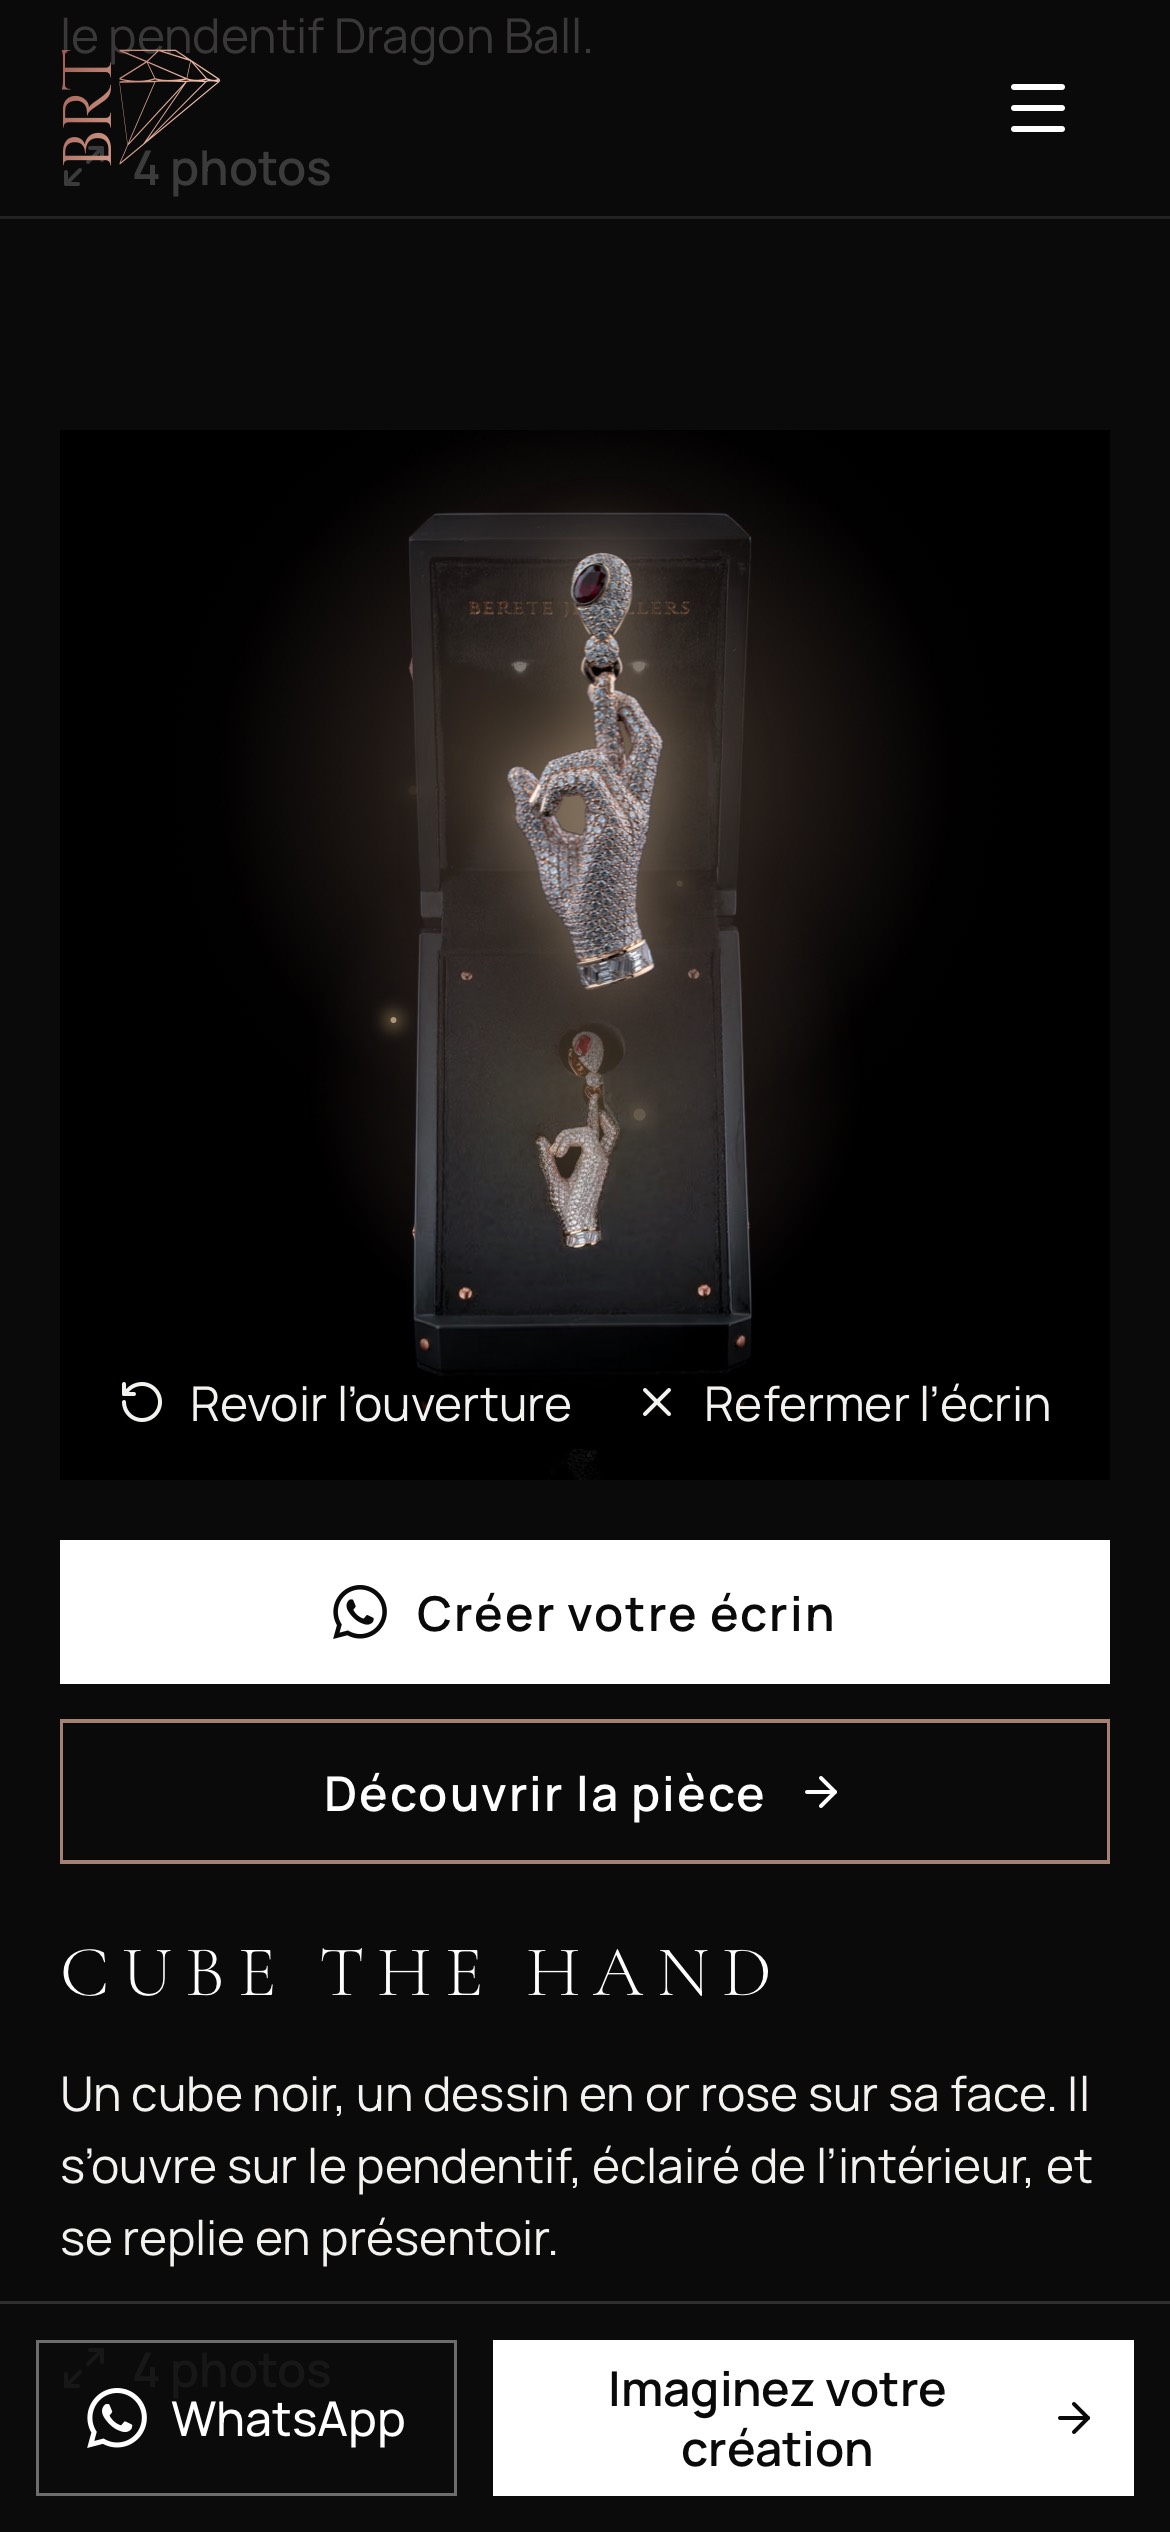 le pendentif Dragon Ball.
BRT
4 photos
BERETE JEWELLERS
Revoir l’ouverture
Refermer l’écrin
Créer votre écrin
Découvrir la pièce
CUBE THE HAND
Un cube noir, un dessin en or rose sur sa face. Il
s’ouvre sur le pendentif, éclairé de l’intérieur, et
se replie en présentoir.
4 photos
WhatsApp
Imaginez votre
création